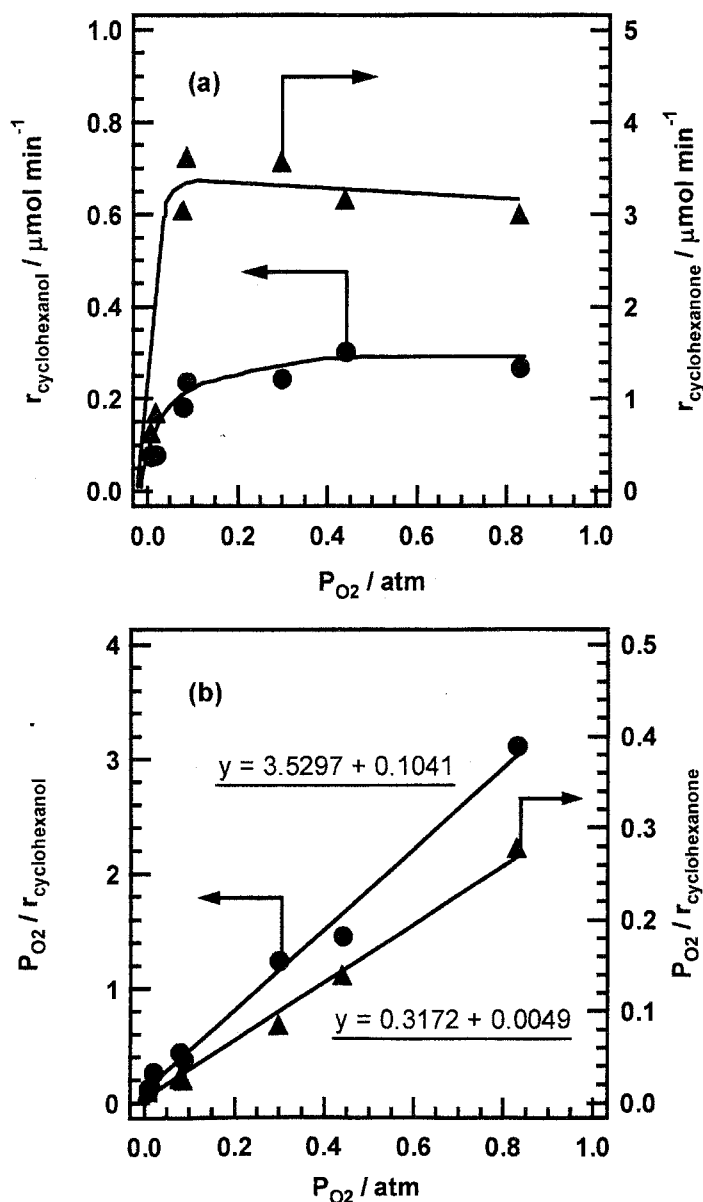 (a)
r_cyclohexanol / μmol min⁻¹
1.0
0.8
0.6
0.4
0.2
0.0
5
4
3
2
1
0
r_cyclohexanone / μmol min⁻¹
0.0 0.2 0.4 0.6 0.8 1.0
P_O2 / atm
(b)
P_O2 / r_cyclohexanol
4
3
2
1
0
y = 3.5297 + 0.1041
y = 0.3172 + 0.0049
0.5
0.4
0.3
0.2
0.1
0.0
P_O2 / r_cyclohexanone
0.0 0.2 0.4 0.6 0.8 1.0
P_O2 / atm